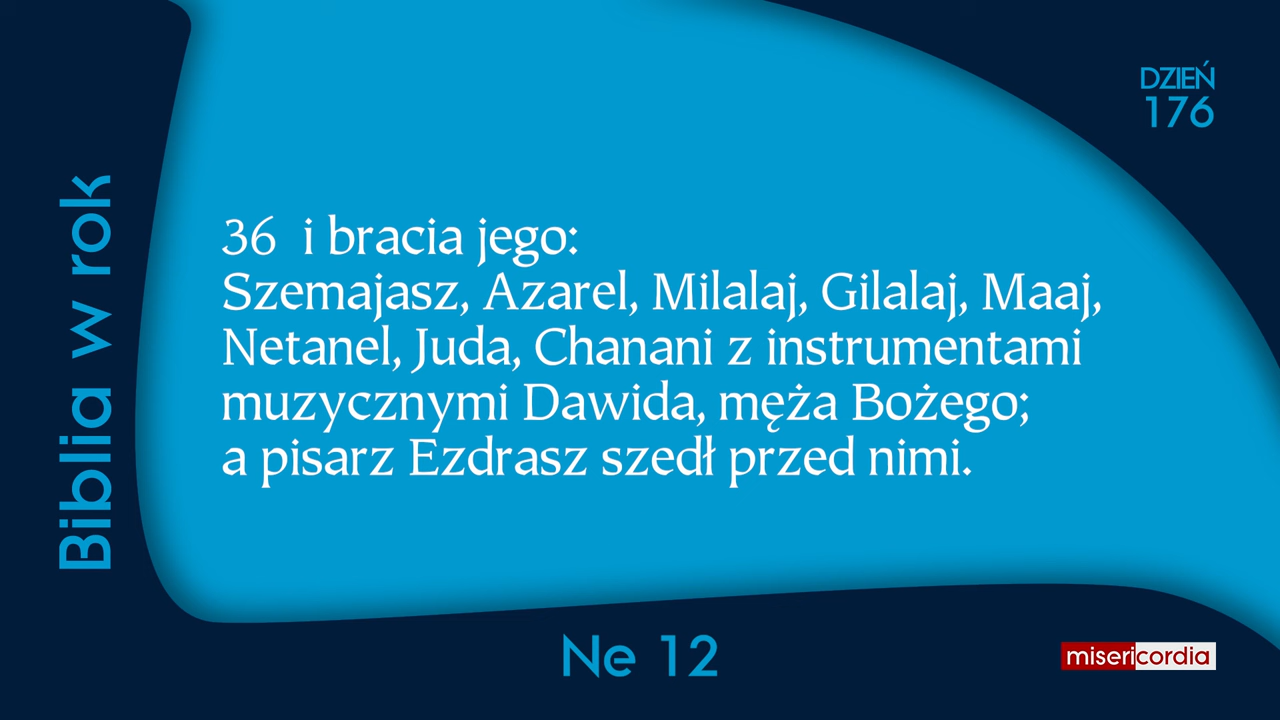 DZIEŃ
176
Biblia w rok
36 i bracia jego:
Szemajasz, Azarel, Milalaj, Gilalaj, Maaj,
Netanel, Juda, Chanani z instrumentami
muzycznymi Dawida, męża Bożego;
a pisarz Ezdrasz szedł przed nimi.
Ne 12
misericordia